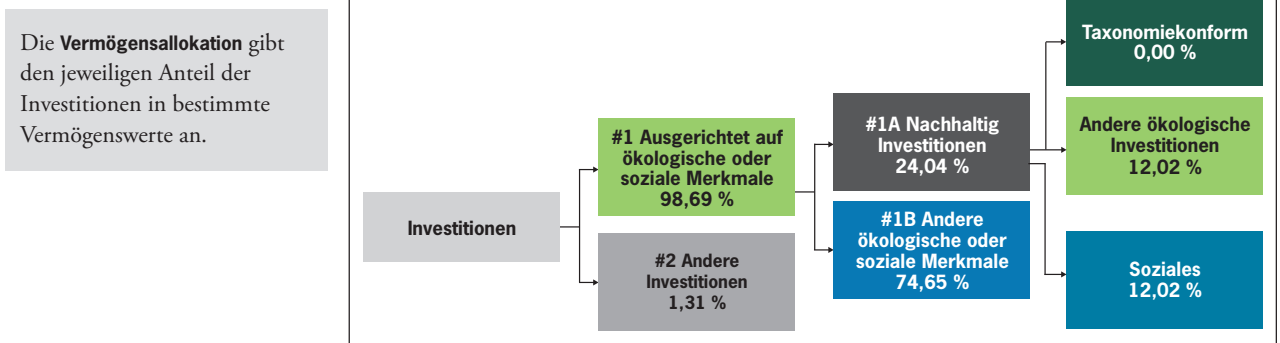 Die Vermögensallokation gibt
den jeweiligen Anteil der
Investitionen in bestimmte
Vermögenswerte an.
Investitionen
#1 Ausgerichtet auf
ökologische oder
soziale Merkmale
98,69 %
#2 Andere
Investitionen
1,31 %
#1A Nachhaltig
Investitionen
24,04 %
#1B Andere
ökologische oder
soziale Merkmale
74,65 %
Taxonomiekonform
0,00 %
Andere ökologische
Investitionen
12,02 %
Soziales
12,02 %